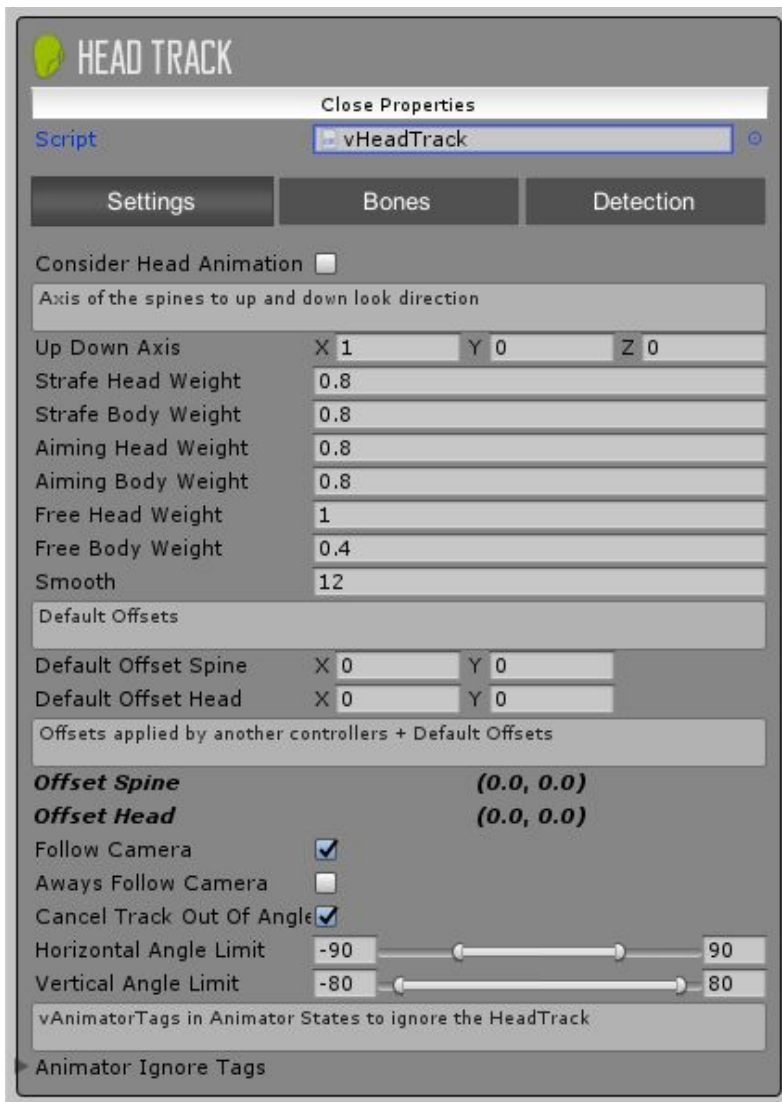 HEAD TRACK
Close Properties
Script vHeadTrack
Settings Bones Detection
Consider Head Animation
Axis of the spines to up and down look direction
Up Down Axis X 1 Y 0 Z 0
Strafe Head Weight 0.8
Strafe Body Weight 0.8
Aiming Head Weight 0.8
Aiming Body Weight 0.8
Free Head Weight 1
Free Body Weight 0.4
Smooth 12
Default Offsets
Default Offset Spine X 0 Y 0
Default Offset Head X 0 Y 0
Offsets applied by another controllers + Default Offsets
Offset Spine (0.0, 0.0)
Offset Head (0.0, 0.0)
Follow Camera
Aways Follow Camera
Cancel Track Out Of Angle
Horizontal Angle Limit -90 90
Vertical Angle Limit -80 80
vAnimatorTags in Animator States to ignore the HeadTrack
Animator Ignore Tags